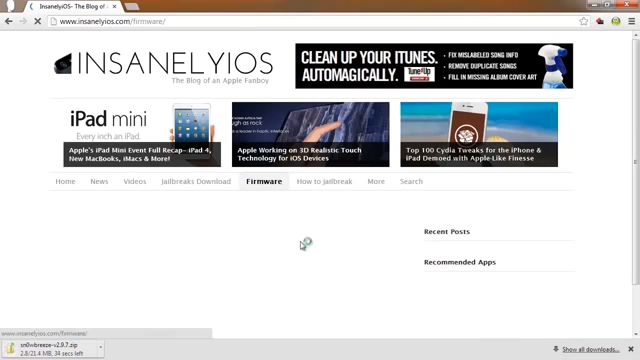 InsanelyiOS - The Blog of an
www.insanelyios.com/firmware/
INSANELYIOS
The Blog of an Apple Fanboy
CLEAN UP YOUR ITUNES.
AUTOMAGICALLY.
TuneUp
• FIX MISLABELED SONG INFO
• REMOVE DUPLICATE SONGS
• FILL IN MISSING ALBUM COVER ART
iPad mini
Every inch an iPad.
Apple's iPad Mini Event Full Recap– iPad 4,
New MacBooks, iMacs & More!
Apple Working on 3D Realistic Touch
Technology for iOS Devices
Top 100 Cydia Tweaks for the iPhone &
iPad Demoed with Apple-Like Finesse
Home News Videos Jailbreaks Download Firmware How to Jailbreak More Search
Recent Posts
Recommended Apps
www.insanelyios.com/firmware/
sn0wbreeze-v2.9.7.zip
2.8/21.4 MB, 34 secs left
Show all downloads...